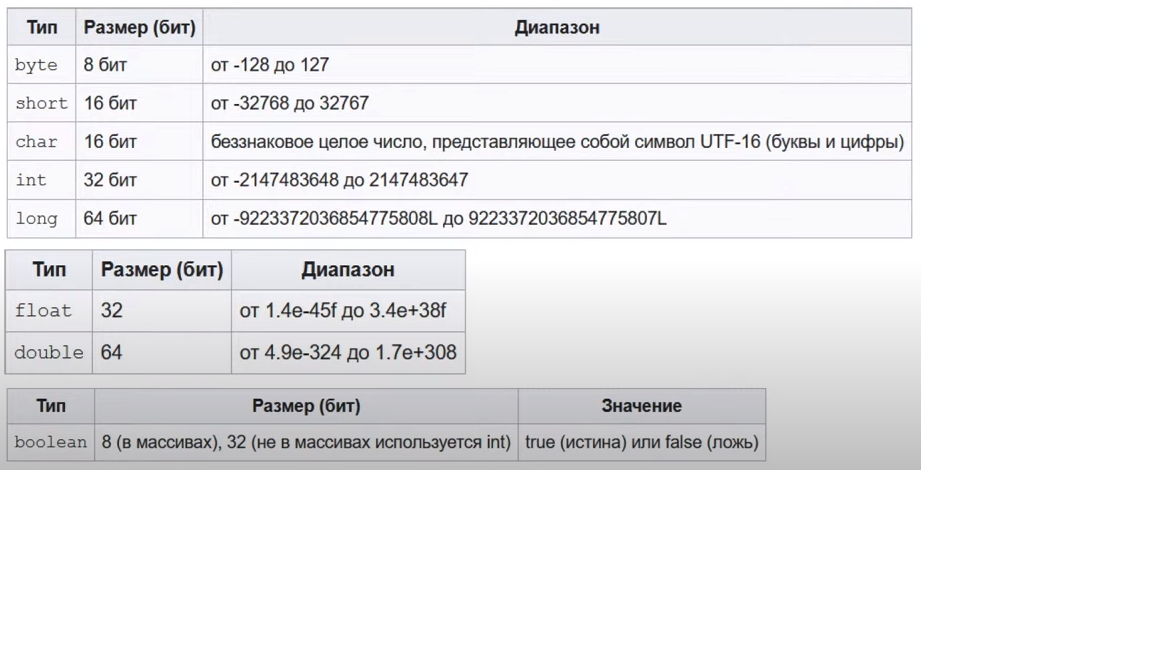 Тип Размер (бит) Диапазон
byte 8 бит от -128 до 127
short 16 бит от -32768 до 32767
char 16 бит беззнаковое целое число, представляющее собой символ UTF-16 (буквы и цифры)
int 32 бит от -2147483648 до 2147483647
long 64 бит от -9223372036854775808L до 9223372036854775807L
Тип Размер (бит) Диапазон
float 32 от 1.4e-45f до 3.4e+38f
double 64 от 4.9e-324 до 1.7e+308
Тип Размер (бит) Значение
boolean 8 (в массивах), 32 (не в массивах используется int) true (истина) или false (ложь)